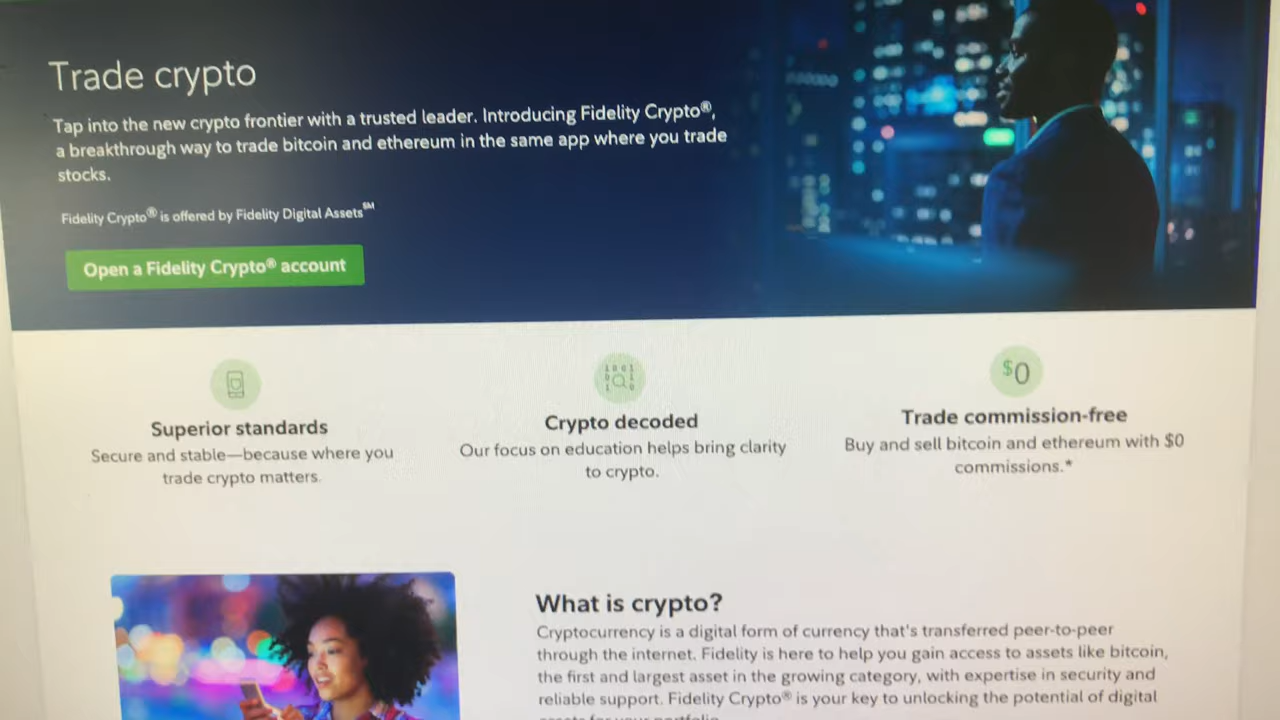 Trade crypto
Tap into the new crypto frontier with a trusted leader. Introducing Fidelity Crypto®,
a breakthrough way to trade bitcoin and ethereum in the same app where you trade
stocks.
Fidelity Crypto® is offered by Fidelity Digital Assets℠
Open a Fidelity Crypto® account
$0
Superior standards
Secure and stable—because where you
trade crypto matters.
Crypto decoded
Our focus on education helps bring clarity
to crypto.
Trade commission-free
Buy and sell bitcoin and ethereum with $0
commissions.*
What is crypto?
Cryptocurrency is a digital form of currency that's transferred peer-to-peer
through the internet. Fidelity is here to help you gain access to assets like bitcoin,
the first and largest asset in the growing category, with expertise in security and
reliable support. Fidelity Crypto® is your key to unlocking the potential of digital